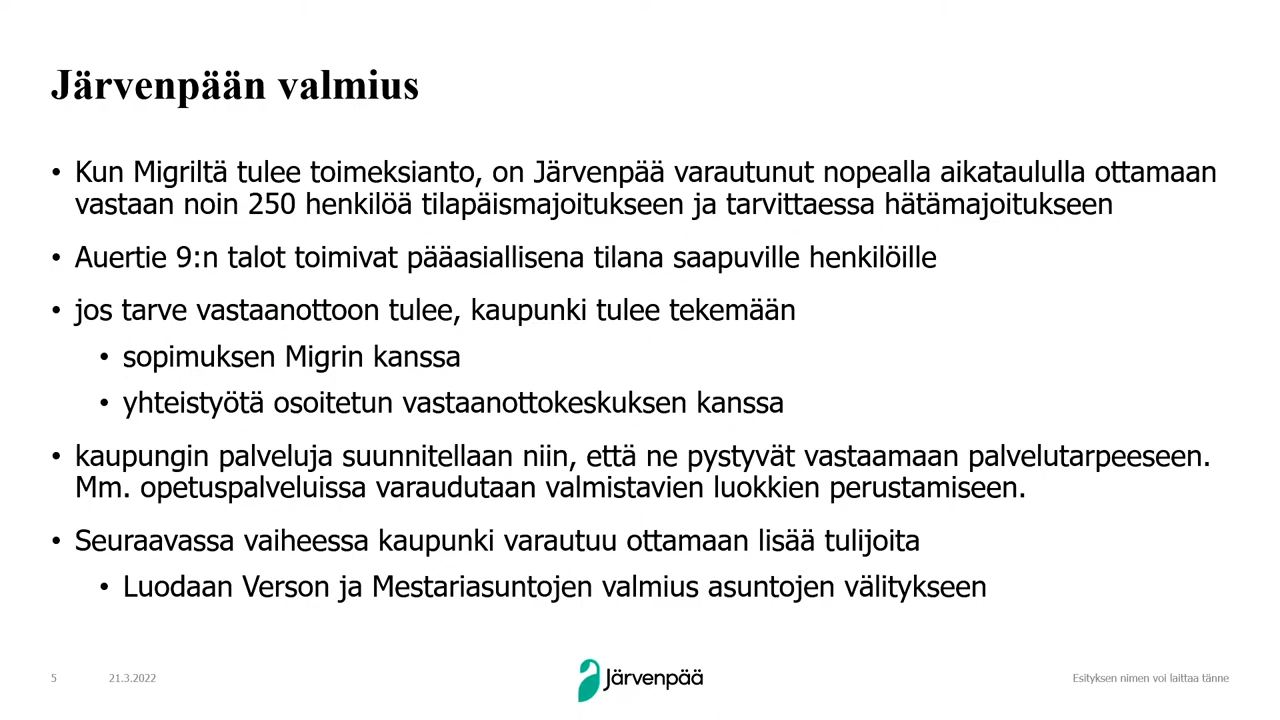 Järvenpään valmius
• Kun Migriltä tulee toimeksianto, on Järvenpää varautunut nopealla aikataululla ottamaan
vastaan noin 250 henkilöä tilapäismajoitukseen ja tarvittaessa hätämajoitukseen
• Auertie 9:n talot toimivat pääasiallisena tilana saapuville henkilöille
• jos tarve vastaanottoon tulee, kaupunki tulee tekemään
• sopimuksen Migrin kanssa
• yhteistyötä osoitetun vastaanottokeskuksen kanssa
• kaupungin palveluja suunnitellaan niin, että ne pystyvät vastaamaan palvelutarpeeseen.
Mm. opetuspalveluissa varaudutaan valmistavien luokkien perustamiseen.
• Seuraavassa vaiheessa kaupunki varautuu ottamaan lisää tulijoita
• Luodaan Verson ja Mestariasuntojen valmius asuntojen välitykseen
5
21.3.2022
Järvenpää
Esityksen nimen voi laittaa tänne